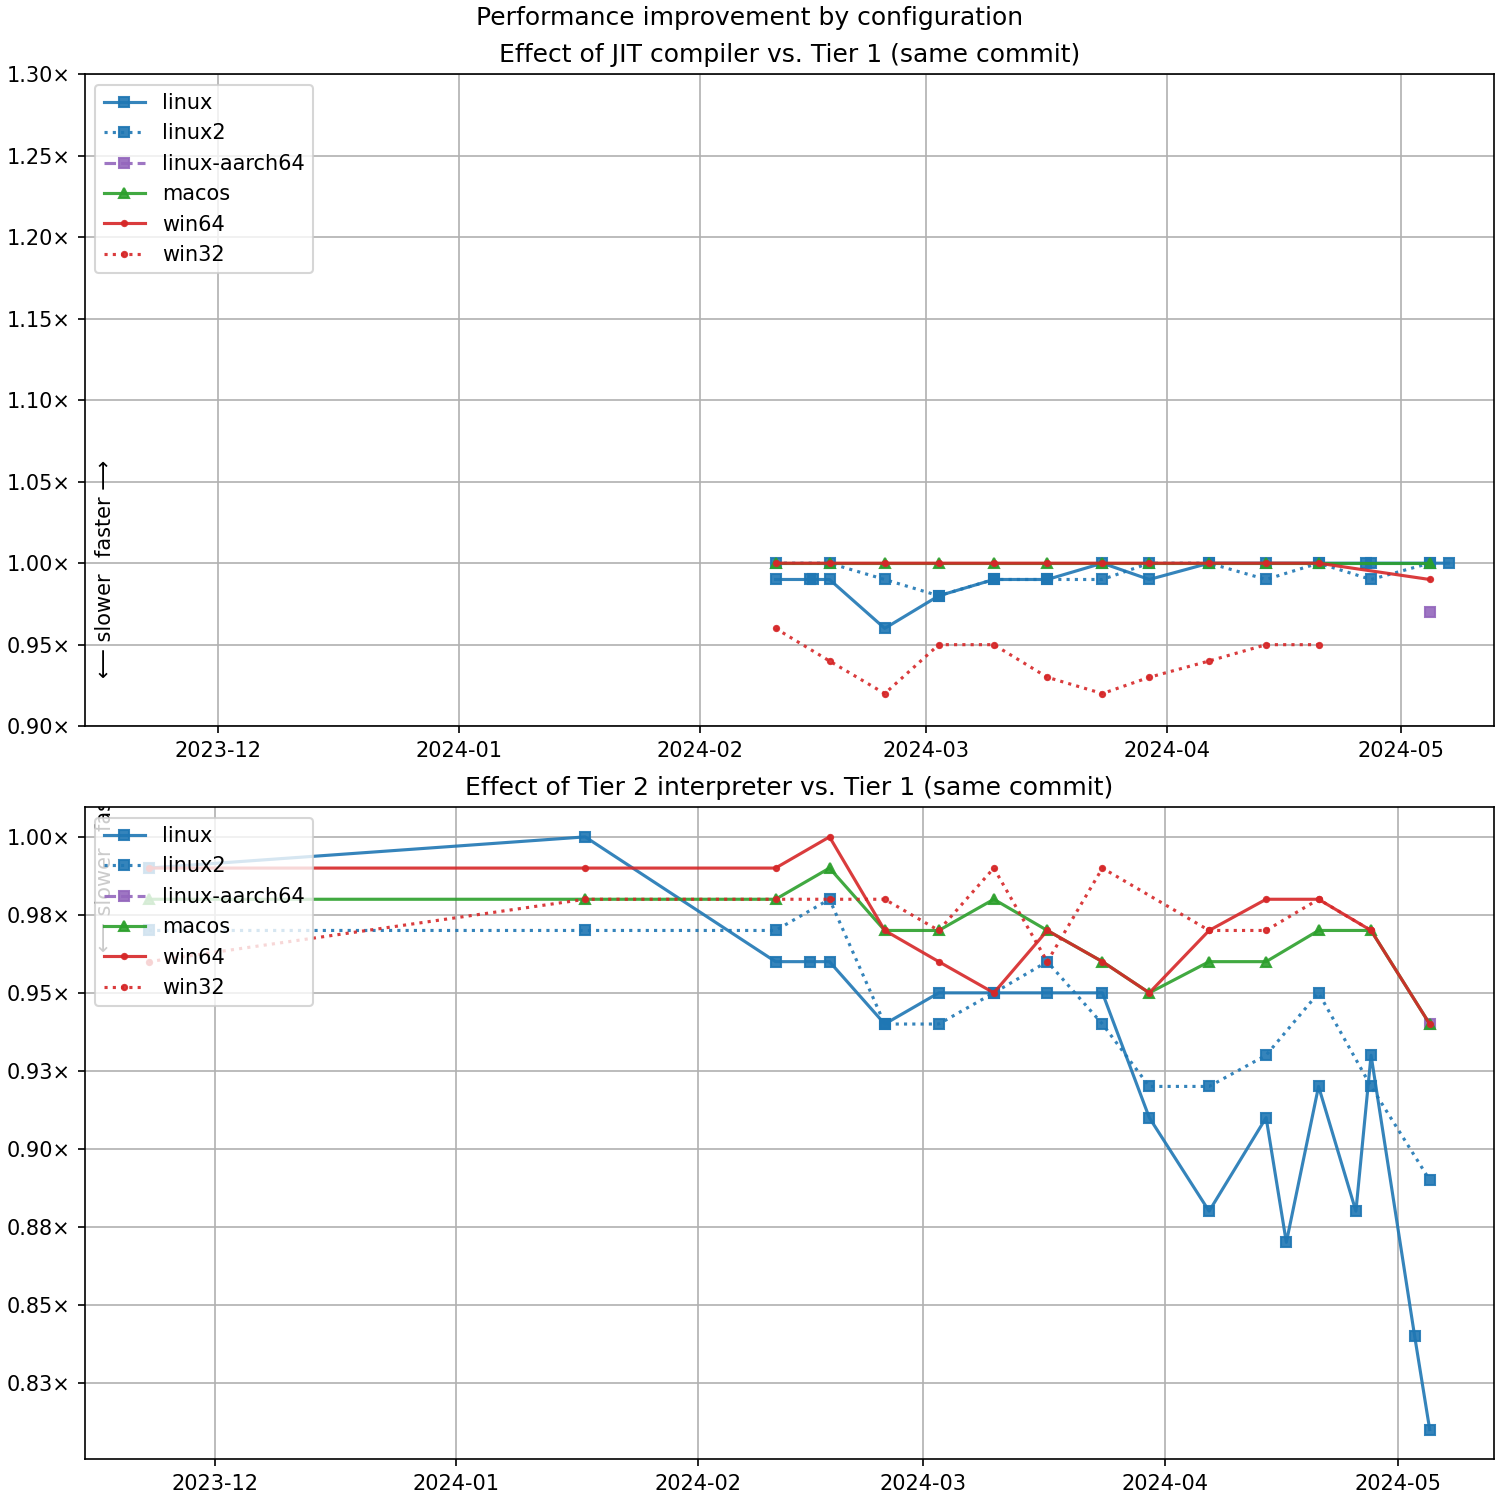 Performance improvement by configuration
Effect of JIT compiler vs. Tier 1 (same commit)
1.30×
1.25×
1.20×
1.15×
1.10×
1.05×
1.00×
0.95×
0.90×
linux
linux2
linux-aarch64
macos
win64
win32
← slower faster →
2023-12 2024-01 2024-02 2024-03 2024-04 2024-05
Effect of Tier 2 interpreter vs. Tier 1 (same commit)
1.00×
0.98×
0.95×
0.93×
0.90×
0.88×
0.85×
0.83×
linux
linux2
linux-aarch64
macos
win64
win32
← slower fas
2023-12 2024-01 2024-02 2024-03 2024-04 2024-05